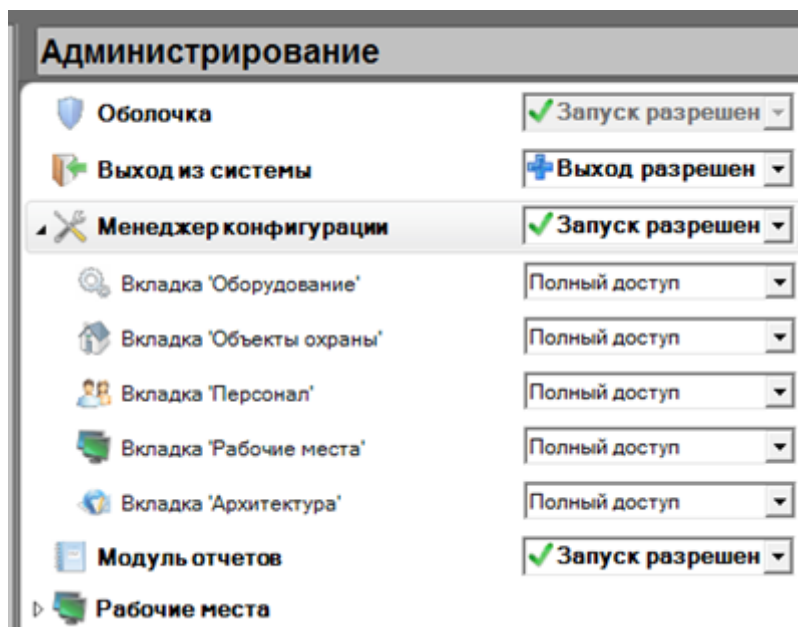 Администрирование
Оболочка Запуск разрешен
Выход из системы Выход разрешен
Менеджер конфигурации Запуск разрешен
Вкладка 'Оборудование' Полный доступ
Вкладка 'Объекты охраны' Полный доступ
Вкладка 'Персонал' Полный доступ
Вкладка 'Рабочие места' Полный доступ
Вкладка 'Архитектура' Полный доступ
Модуль отчетов Запуск разрешен
Рабочие места